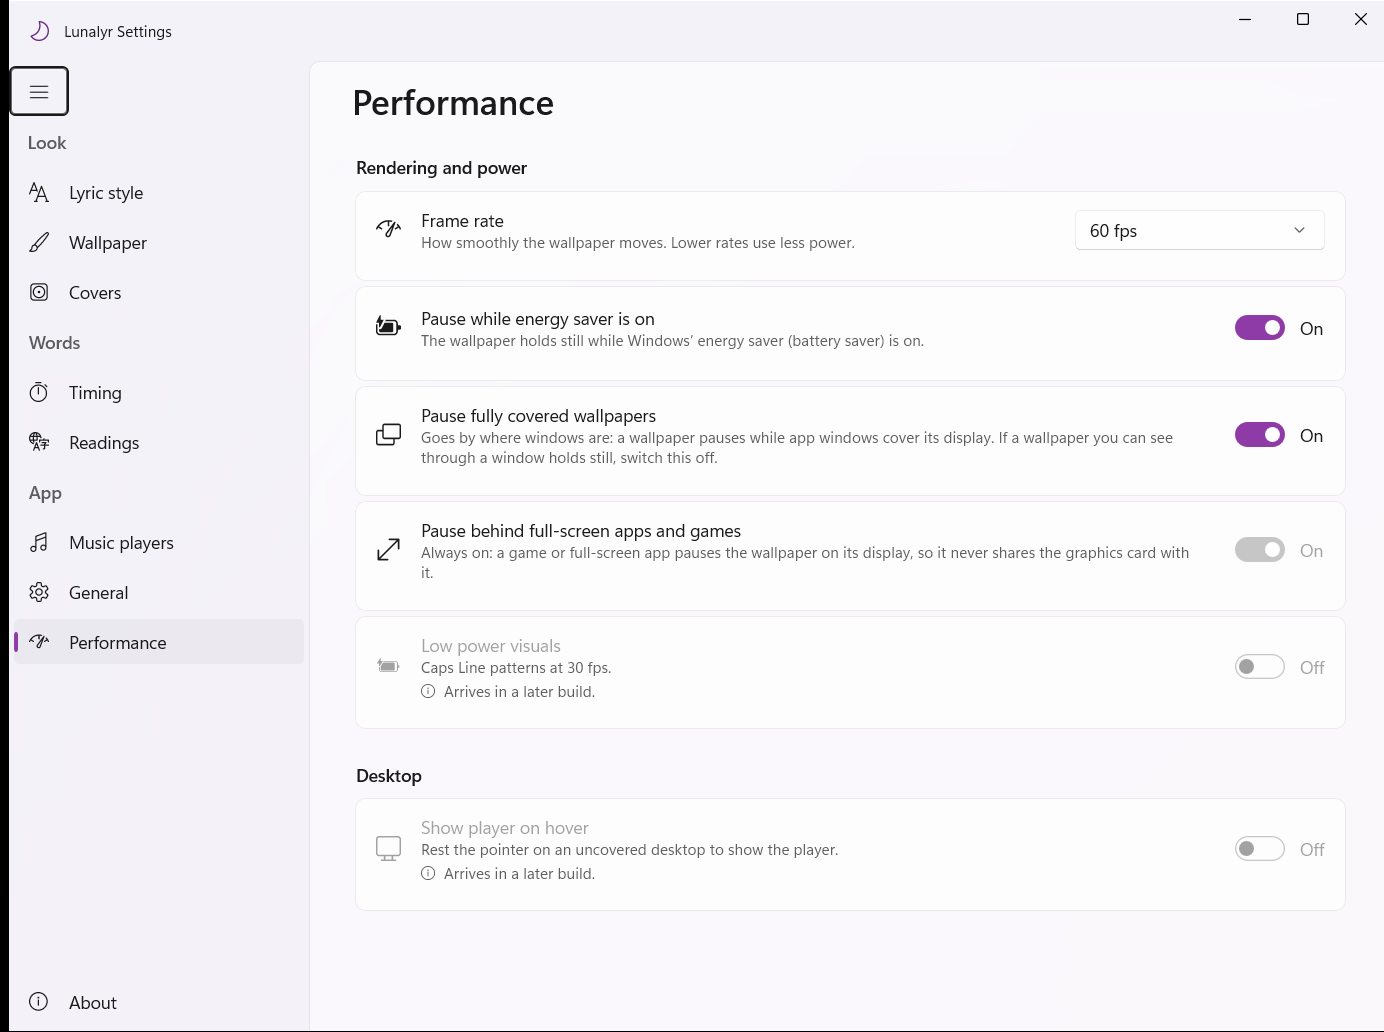 Lunalyr Settings
Look
Lyric style
Wallpaper
Covers
Words
Timing
Readings
App
Music players
General
Performance
About
Performance
Rendering and power
Frame rate
How smoothly the wallpaper moves. Lower rates use less power.
60 fps
Pause while energy saver is on
The wallpaper holds still while Windows’ energy saver (battery saver) is on.
On
Pause fully covered wallpapers
Goes by where windows are: a wallpaper pauses while app windows cover its display. If a wallpaper you can see
through a window holds still, switch this off.
On
Pause behind full-screen apps and games
Always on: a game or full-screen app pauses the wallpaper on its display, so it never shares the graphics card with
it.
On
Low power visuals
Caps Line patterns at 30 fps.
Arrives in a later build.
Off
Desktop
Show player on hover
Rest the pointer on an uncovered desktop to show the player.
Arrives in a later build.
Off